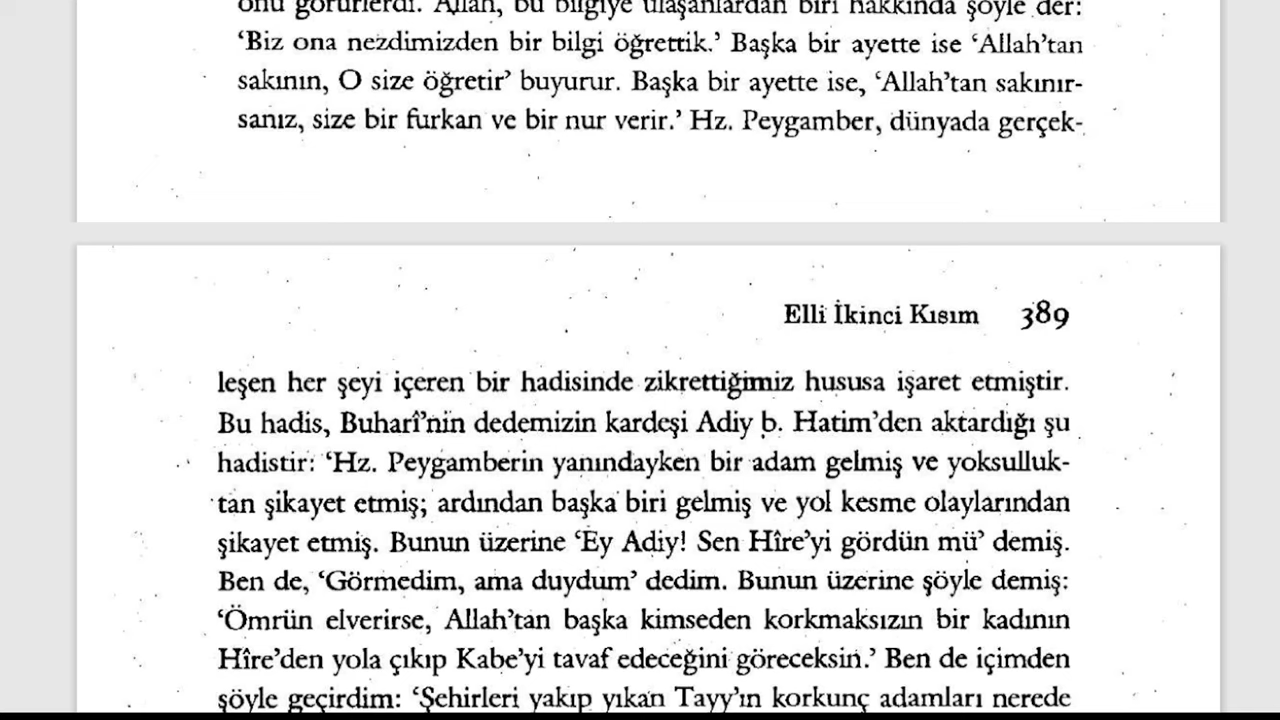 onu görürlerdi. Allah, bu bilgiye ulaşanlardan biri hakkında şöyle der:
‘Biz ona nezdimizden bir bilgi öğrettik.’ Başka bir ayette ise ‘Allah’tan
sakının, O size öğretir’ buyurur. Başka bir ayette ise, ‘Allah’tan sakınır-
sanız, size bir furkan ve bir nur verir.’ Hz. Peygamber, dünyada gerçek-
Elli İkinci Kısım 389
leşen her şeyi içeren bir hadisinde zikrettiğimiz hususa işaret etmiştir.
Bu hadis, Buharî’nin dedemizin kardeşi Adiy b. Hatim’den aktardığı şu
hadistir: ‘Hz. Peygamberin yanındayken bir adam gelmiş ve yoksulluk-
tan şikayet etmiş; ardından başka biri gelmiş ve yol kesme olaylarından
şikayet etmiş. Bunun üzerine ‘Ey Adiy! Sen Hîre’yi gördün mü’ demiş.
Ben de, ‘Görmedim, ama duydum’ dedim. Bunun üzerine şöyle demiş:
‘Ömrün elverirse, Allah’tan başka kimseden korkmaksızın bir kadının
Hîre’den yola çıkıp Kabe’yi tavaf edeceğini göreceksin.’ Ben de içimden
şöyle geçirdim: ‘Şehirleri yakıp yıkan Tayy’ın korkunç adamları nerede